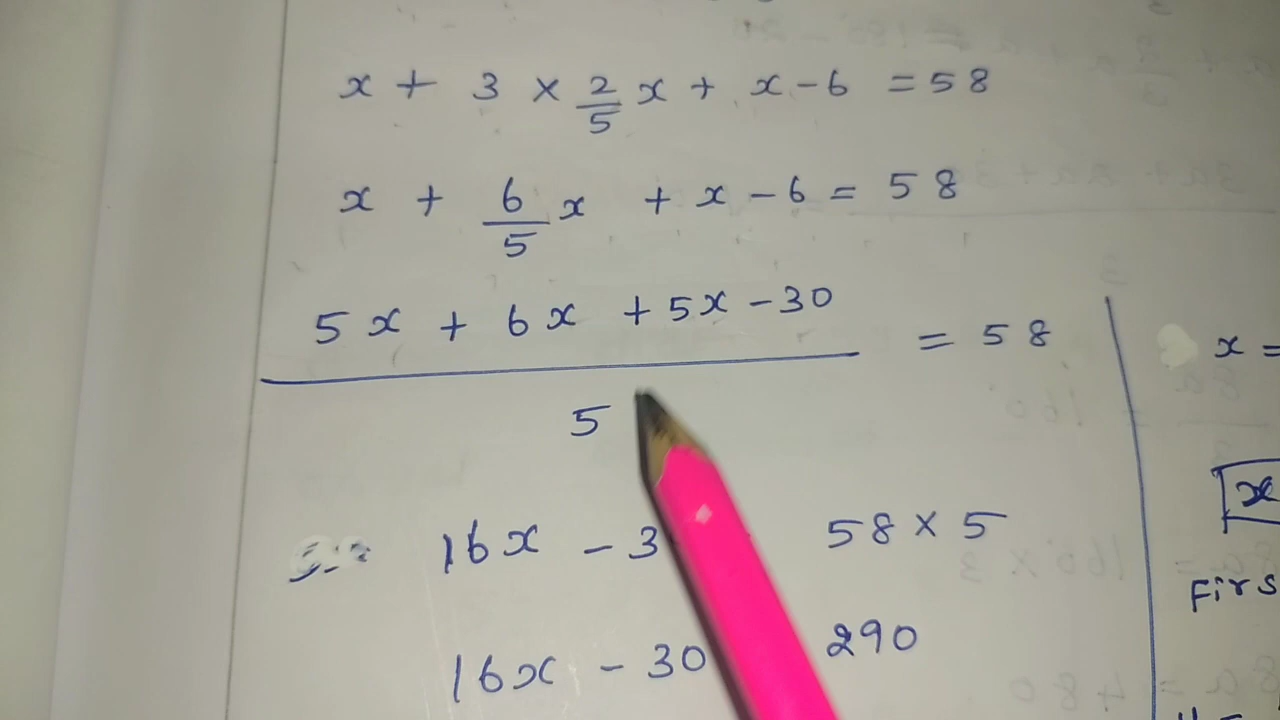 x + 3 × 2/5 x + x - 6 = 58
x + 6/5 x + x - 6 = 58
5x + 6x + 5x - 30 / 5 = 58
16x - 3 58 × 5
16x - 30 290
x =
x
Firs